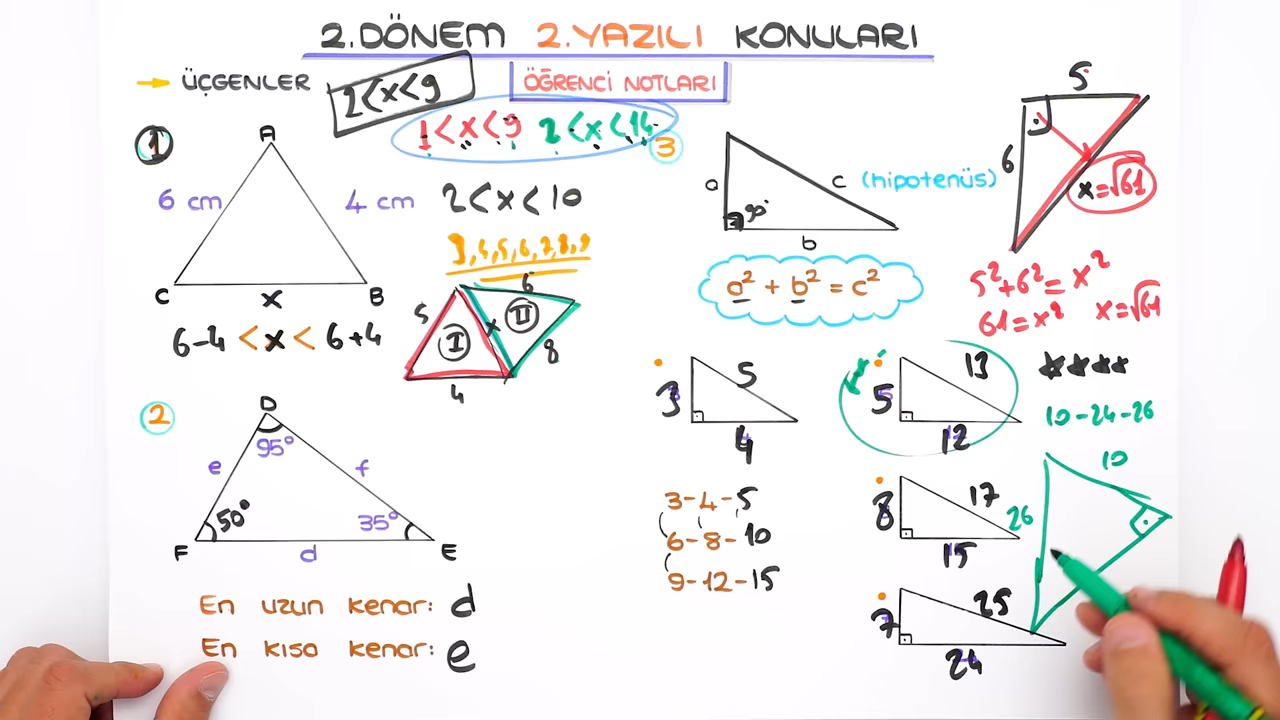 2.DÖNEM 2.YAZILI KONULARI
→ ÜÇGENLER
2<x<9
ÖĞRENCİ NOTLARI
1<x<9 2<x<14
1
A
6 cm
4 cm
C
x
B
6-4 < x < 6+4
2<x<10
3,4,5,6,7,8,9
5
I
4
x
6
II
8
2
D
95°
e
f
50°
35°
F
d
E
En uzun kenar: d
En kısa kenar: e
3
a
90°
b
c (hipotenüs)
a² + b² = c²
5
6
x=√61
5²+6²= x²
61=x²
x=√61
3
5
4
5
13
12
8
17
15
7
25
24
3-4-5
6-8-10
9-12-15
★★★★
10-24-26
10
26